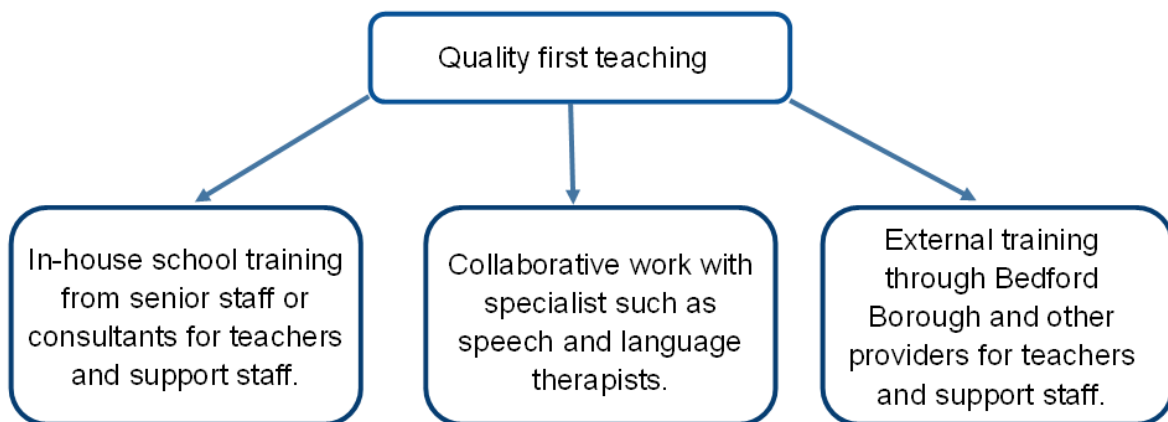 Quality first teaching
In-house school training
from senior staff or
consultants for teachers
and support staff.
Collaborative work with
specialist such as
speech and language
therapists.
External training
through Bedford
Borough and other
providers for teachers
and support staff.